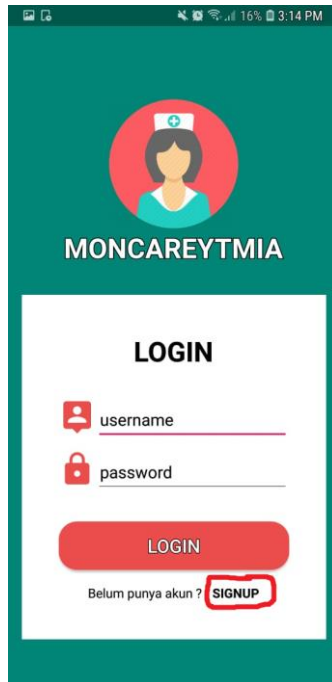 16% 3:14 PM
MONCAREYTMIA
LOGIN
username
password
LOGIN
Belum punya akun ? SIGNUP